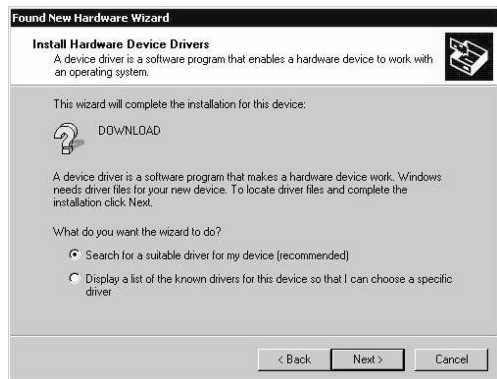 Found New Hardware Wizard
Install Hardware Device Drivers
A device driver is a software program that enables a hardware device to work with
an operating system.
This wizard will complete the installation for this device:
DOWNLOAD
A device driver is a software program that makes a hardware device work. Windows
needs driver files for your new device. To locate driver files and complete the
installation click Next.
What do you want the wizard to do?
Search for a suitable driver for my device (recommended)
Display a list of the known drivers for this device so that I can choose a specific
driver
< Back
Next >
Cancel